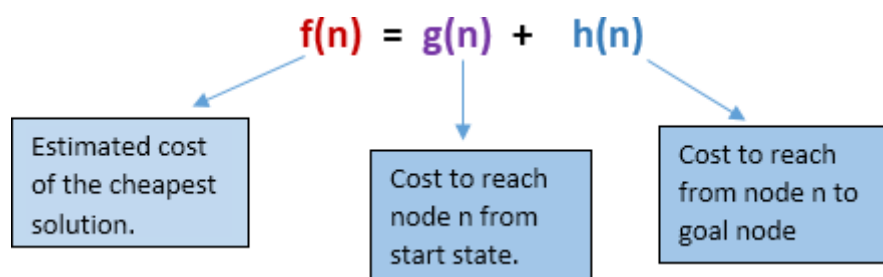 f(n) = g(n) + h(n)
Estimated cost
of the cheapest
solution.
Cost to reach
node n from
start state.
Cost to reach
from node n to
goal node